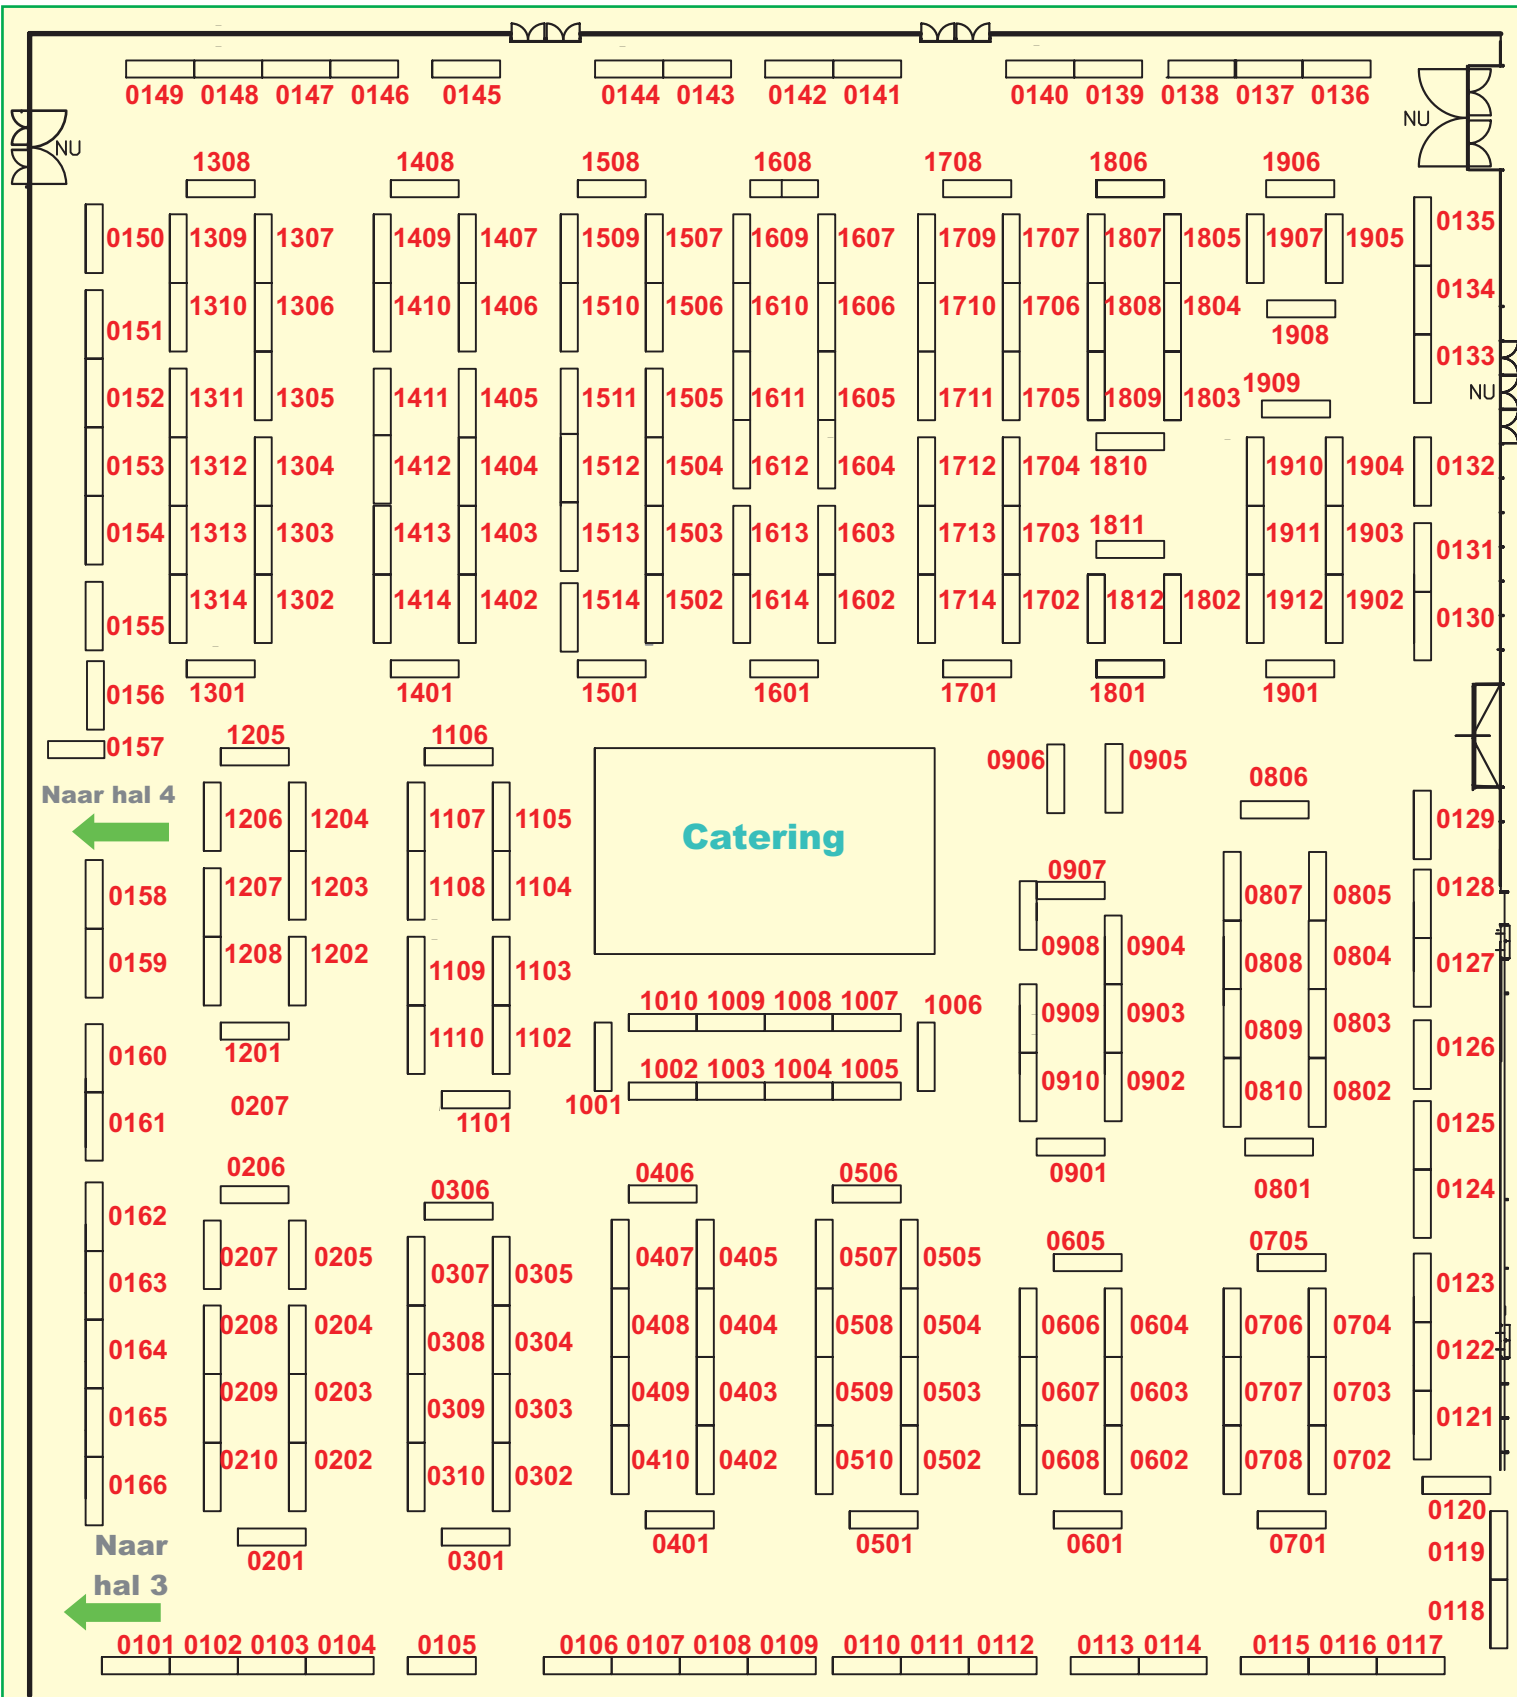 0149 0148 0147 0146 0145 0144 0143 0142 0141 0140 0139 0138 0137 0136
NU
NU
1308 1408 1508 1608 1708 1806 1906
0150 1309 1307 1409 1407 1509 1507 1609 1607 1709 1707 1807 1805 1907 1905 0135
0151 1310 1306 1410 1406 1510 1506 1610 1606 1710 1706 1808 1804 0134
1908
0133
1909
NU
0152 1311 1305 1411 1405 1511 1505 1611 1605 1711 1705 1809 1803
0153 1312 1304 1412 1404 1512 1504 1612 1604 1712 1704 1810 1910 1904 0132
1811
0154 1313 1303 1413 1403 1513 1503 1613 1603 1713 1703 1911 1903 0131
0155 1314 1302 1414 1402 1514 1502 1614 1602 1714 1702 1812 1802 1912 1902 0130
0156 1301 1401 1501 1601 1701 1801 1901
0157 1205 1106 0906 0905 0806
Naar hal 4
1206 1204 1107 1105 Catering 0129
0158 1207 1203 1108 1104 0907 0807 0805 0128
0159 1208 1202 1109 1103 0908 0904 0808 0804 0127
1010 1009 1008 1007 1006
0160 1201 1110 1102 0909 0903 0809 0803 0126
1002 1003 1004 1005
0161 0207 1101 1001 0910 0902 0810 0802 0125
0206 0306 0406 0506 0901 0801 0124
0162
0605 0705
0163 0207 0205 0307 0305 0407 0405 0507 0505 0123
0164 0208 0204 0308 0304 0408 0404 0508 0504 0606 0604 0706 0704 0122
0165 0209 0203 0309 0303 0409 0403 0509 0503 0607 0603 0707 0703 0121
0166 0210 0202 0310 0302 0410 0402 0510 0502 0608 0602 0708 0702
0120
Naar
hal 3
0201 0301 0401 0501 0601 0701 0119
0118
0101 0102 0103 0104 0105 0106 0107 0108 0109 0110 0111 0112 0113 0114 0115 0116 0117